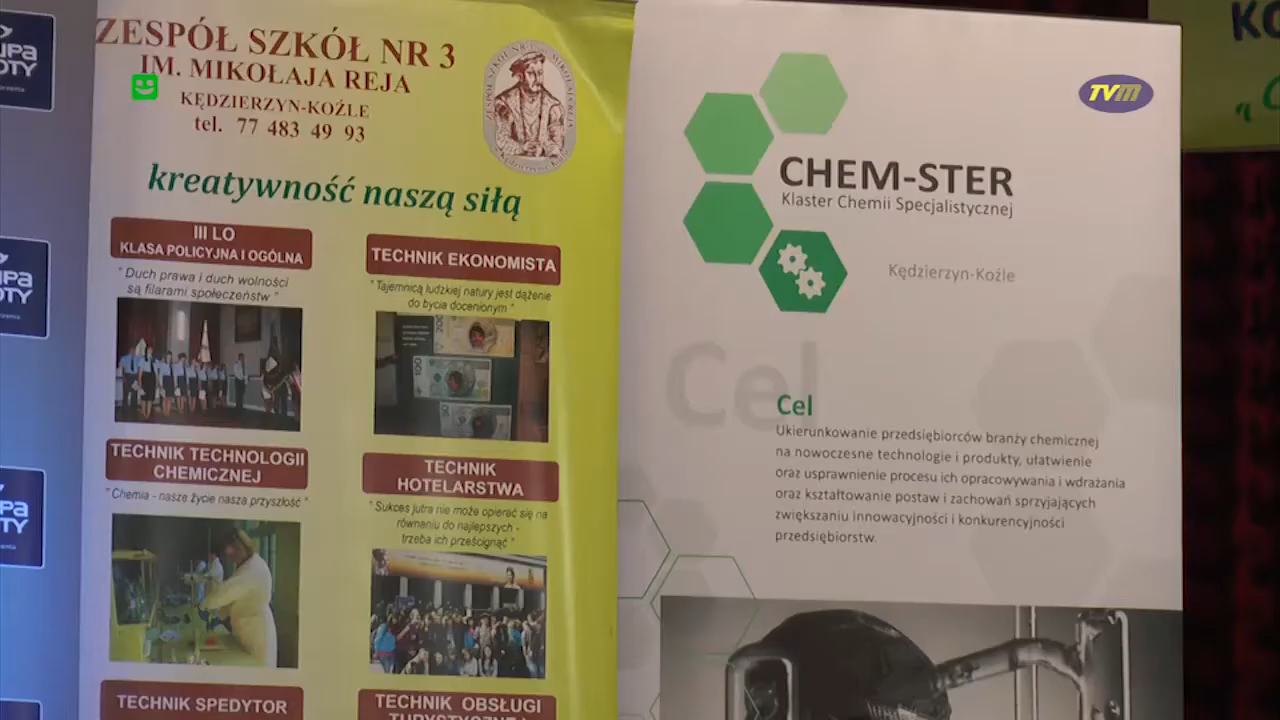 ZESPÓŁ SZKÓŁ NR 3
IM. MIKOŁAJA REJA
KĘDZIERZYN-KOŹLE
tel. 77 483 49 93
kreatywność naszą siłą
III LO
KLASA POLICYJNA I OGÓLNA
" Duch prawa i duch wolności
są filarami społeczeństw "
TECHNIK EKONOMISTA
" Tajemnicą ludzkiej natury jest dążenie
do bycia docenionym "
TECHNIK TECHNOLOGII
CHEMICZNEJ
" Chemia - nasze życie nasza przyszłość "
TECHNIK
HOTELARSTWA
" Sukces jutra nie może opierać się na
równaniu do najlepszych -
trzeba ich prześcignąć "
TECHNIK SPEDYTOR
TECHNIK OBSŁUGI
TVM
CHEM-STER
Klaster Chemii Specjalistycznej
Kędzierzyn-Koźle
Cel
Cel
Ukierunkowanie przedsiębiorców branży chemicznej
na nowoczesne technologie i produkty, ułatwienie
oraz usprawnienie procesu ich opracowywania i wdrażania
oraz kształtowanie postaw i zachowań sprzyjających
zwiększaniu innowacyjności i konkurencyjności
przedsiębiorstw.